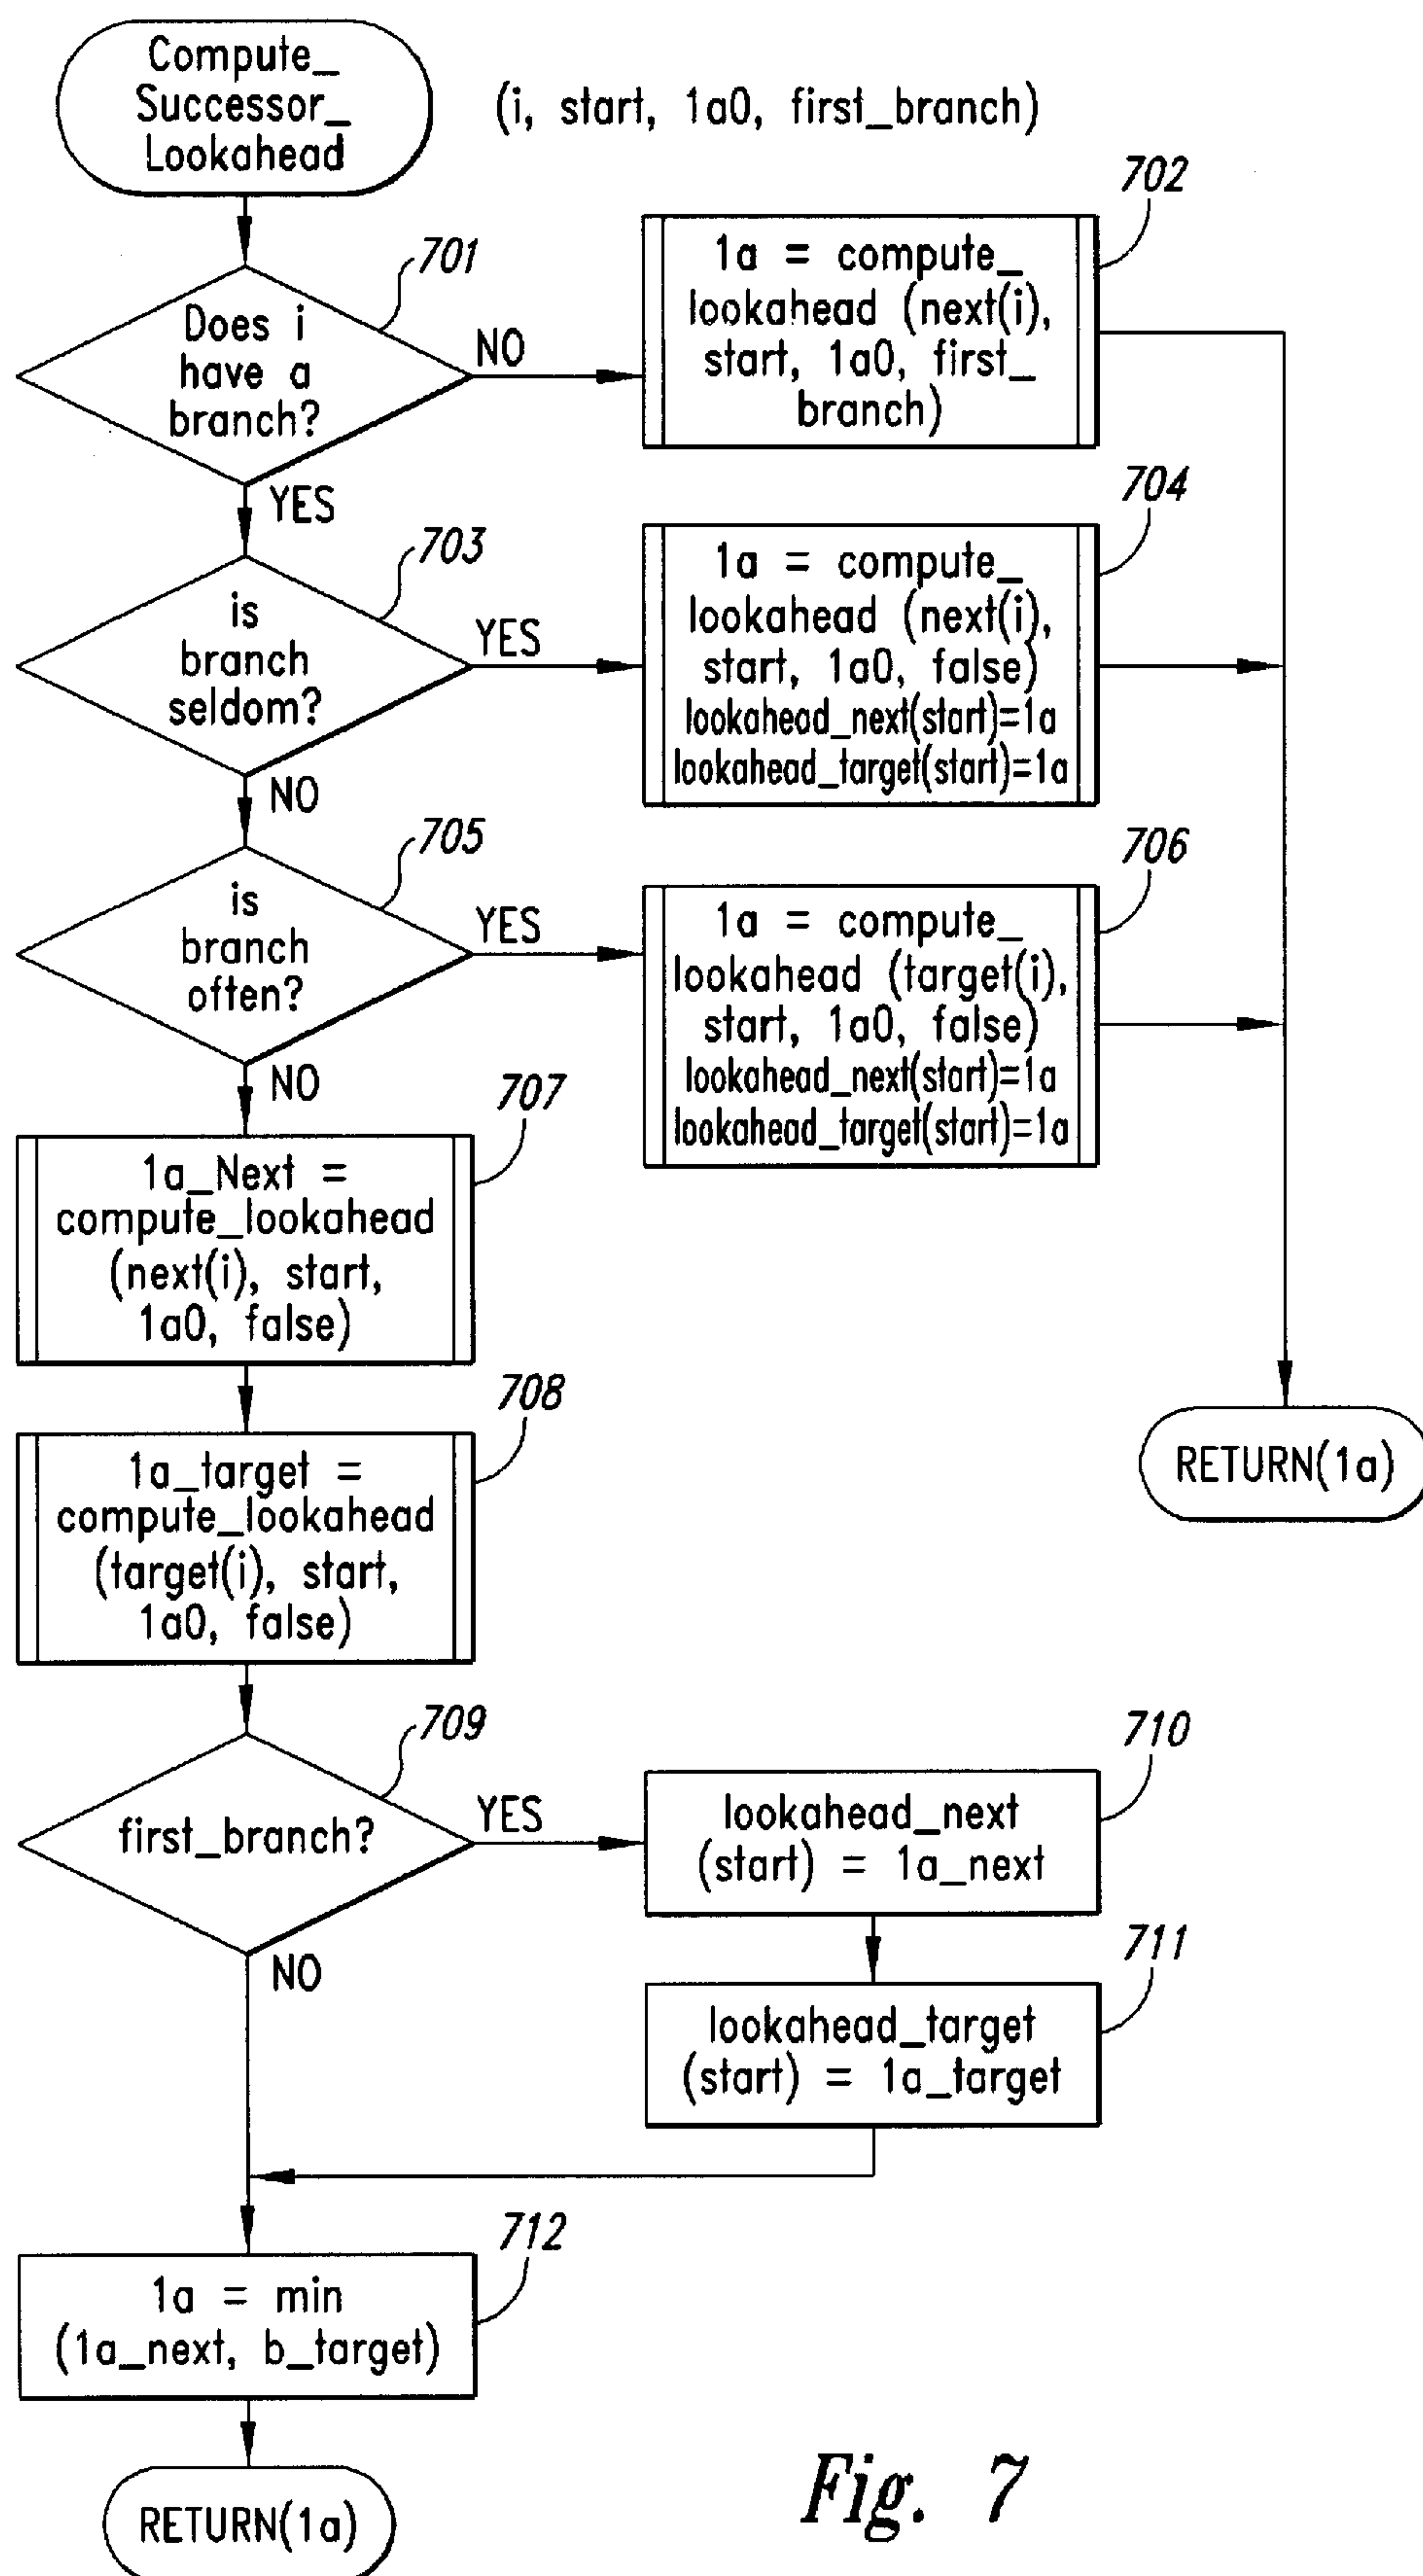 Compute_
Successor_
Lookahead
(i, start, 1a0, first_branch)
701
Does i
have a
branch?
NO
YES
702
1a = compute_
lookahead (next(i),
start, 1a0, first_
branch)
703
is
branch
seldom?
YES
NO
704
1a = compute_
lookahead (next(i),
start, 1a0, false)
lookahead_next(start)=1a
lookahead_target(start)=1a
705
is
branch
often?
YES
NO
706
1a = compute_
lookahead (target(i),
start, 1a0, false)
lookahead_next(start)=1a
lookahead_target(start)=1a
707
1a_Next =
compute_lookahead
(next(i), start,
1a0, false)
708
1a_target =
compute_lookahead
(target(i), start,
1a0, false)
RETURN(1a)
709
first_branch?
YES
NO
710
lookahead_next
(start) = 1a_next
711
lookahead_target
(start) = 1a_target
712
1a = min
(1a_next, b_target)
RETURN(1a)
Fig. 7